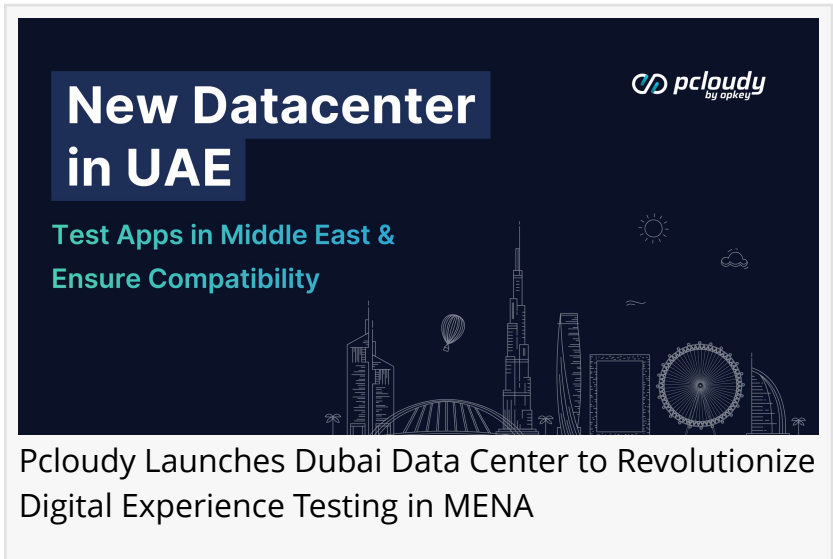 New Datacenter
in UAE
pcloudy
by opkey
Test Apps in Middle East &
Ensure Compatibility
Pcloudy Launches Dubai Data Center to Revolutionize
Digital Experience Testing in MENA